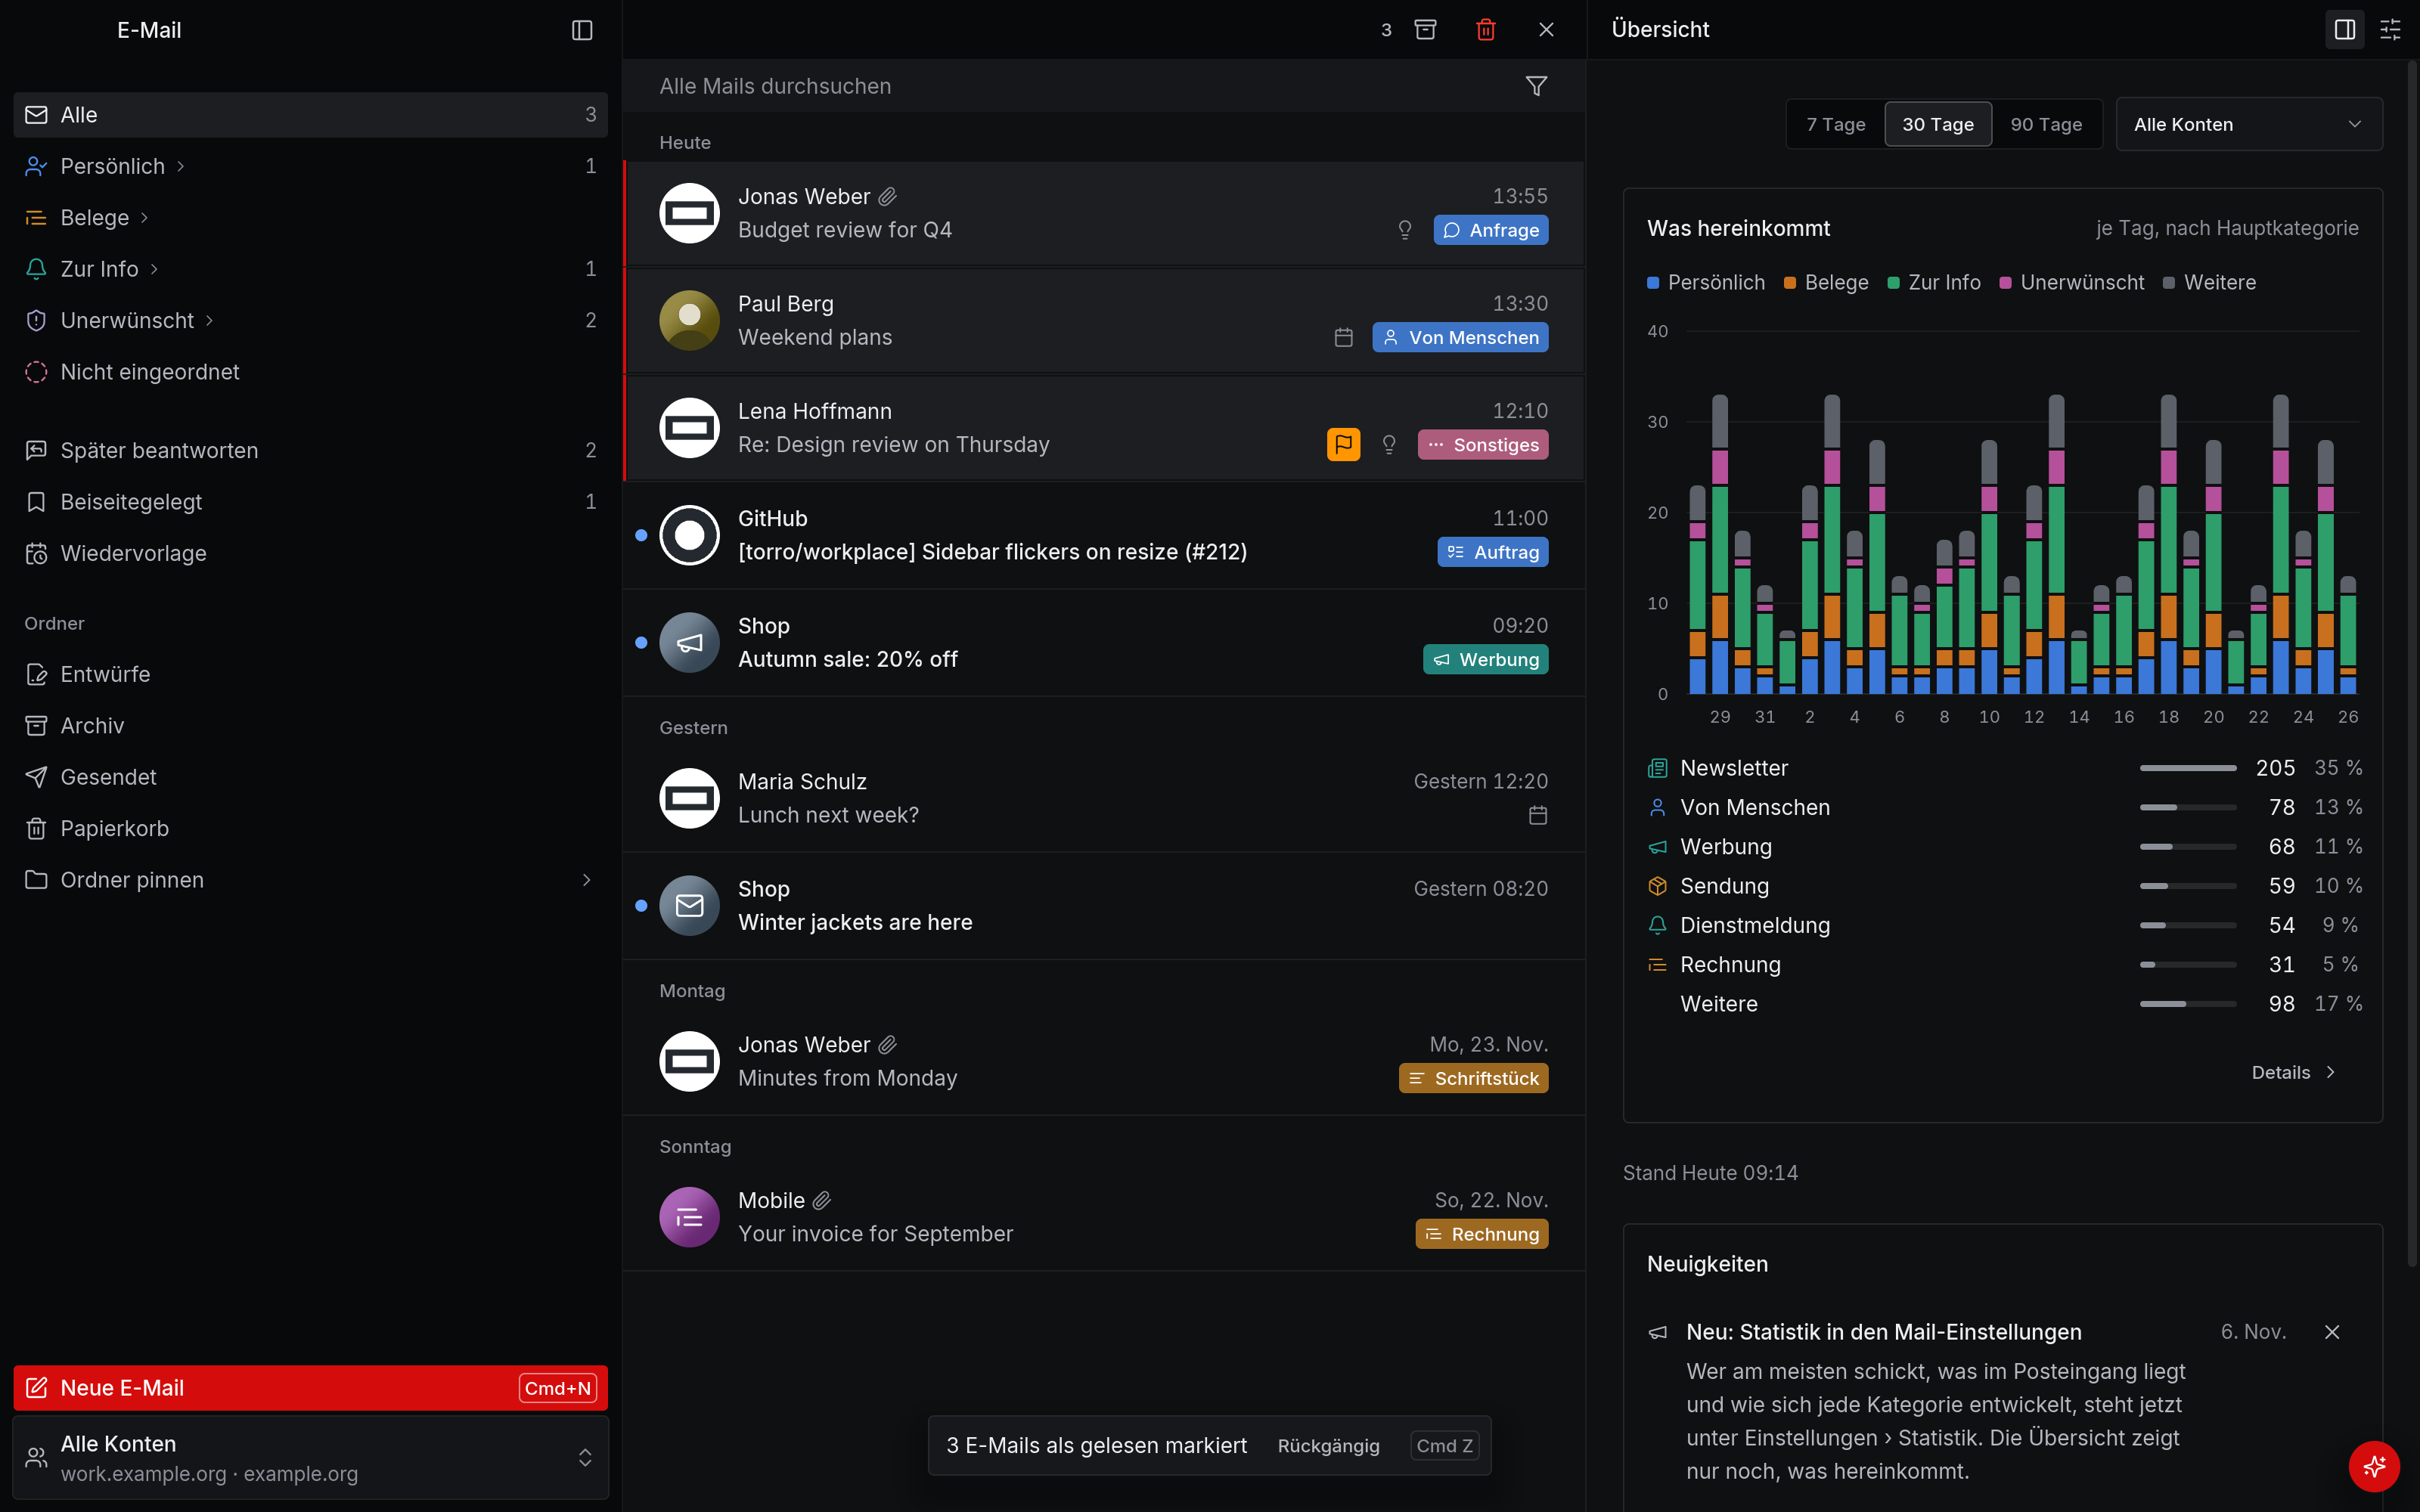 E-Mail
Alle 3
Persönlich 1
Belege
Zur Info 1
Unerwünscht 2
Nicht eingeordnet
Später beantworten 2
Beiseitegelegt 1
Wiedervorlage
Ordner
Entwürfe
Archiv
Gesendet
Papierkorb
Ordner pinnen
Neue E-Mail Cmd+N
Alle Konten
work.example.org · example.org
3
Alle Mails durchsuchen
Heute
Jonas Weber 13:55
Budget review for Q4 Anfrage
Paul Berg 13:30
Weekend plans Von Menschen
Lena Hoffmann 12:10
Re: Design review on Thursday Sonstiges
GitHub 11:00
[torro/workplace] Sidebar flickers on resize (#212) Auftrag
Shop 09:20
Autumn sale: 20% off Werbung
Gestern
Maria Schulz Gestern 12:20
Lunch next week?
Shop Gestern 08:20
Winter jackets are here
Montag
Jonas Weber Mo, 23. Nov.
Minutes from Monday Schriftstück
Sonntag
Mobile So, 22. Nov.
Your invoice for September Rechnung
3 E-Mails als gelesen markiert Rückgängig Cmd Z
Übersicht
7 Tage 30 Tage 90 Tage Alle Konten
Was hereinkommt je Tag, nach Hauptkategorie
Persönlich Belege Zur Info Unerwünscht Weitere
40
30
20
10
0
29 31 2 4 6 8 10 12 14 16 18 20 22 24 26
Newsletter 205 35 %
Von Menschen 78 13 %
Werbung 68 11 %
Sendung 59 10 %
Dienstmeldung 54 9 %
Rechnung 31 5 %
Weitere 98 17 %
Details
Stand Heute 09:14
Neuigkeiten
Neu: Statistik in den Mail-Einstellungen 6. Nov.
Wer am meisten schickt, was im Posteingang liegt
und wie sich jede Kategorie entwickelt, steht jetzt
unter Einstellungen › Statistik. Die Übersicht zeigt
nur noch, was hereinkommt.